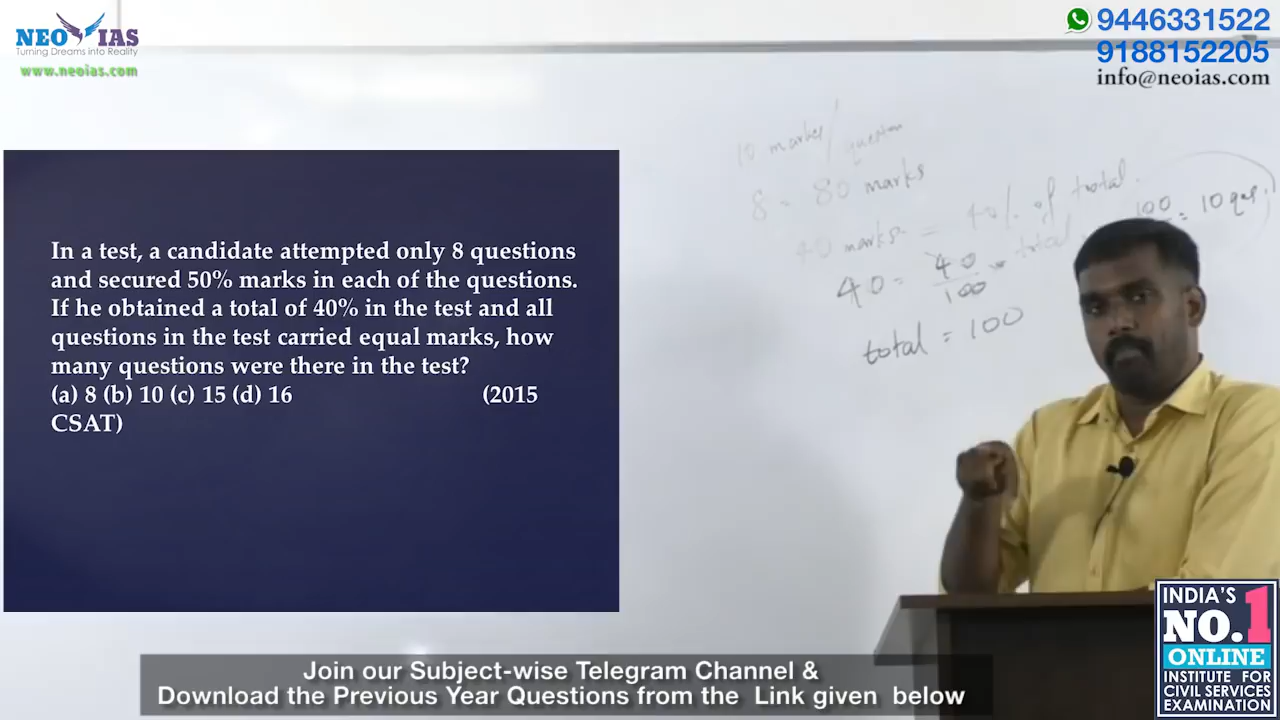 NEO IAS
Turning Dreams into Reality
www.neoias.com
9446331522
9188152205
info@neoias.com
In a test, a candidate attempted only 8 questions
and secured 50% marks in each of the questions.
If he obtained a total of 40% in the test and all
questions in the test carried equal marks, how
many questions were there in the test?
(a) 8 (b) 10 (c) 15 (d) 16 (2015
CSAT)
10 marks/question
8 = 80 marks
40 marks = 40% of total.
40 = 40/100 × total
total = 100
100 = 10 que.
INDIA'S
NO.1
ONLINE
INSTITUTE FOR
CIVIL SERVICES
EXAMINATION
Join our Subject-wise Telegram Channel &
Download the Previous Year Questions from the Link given below